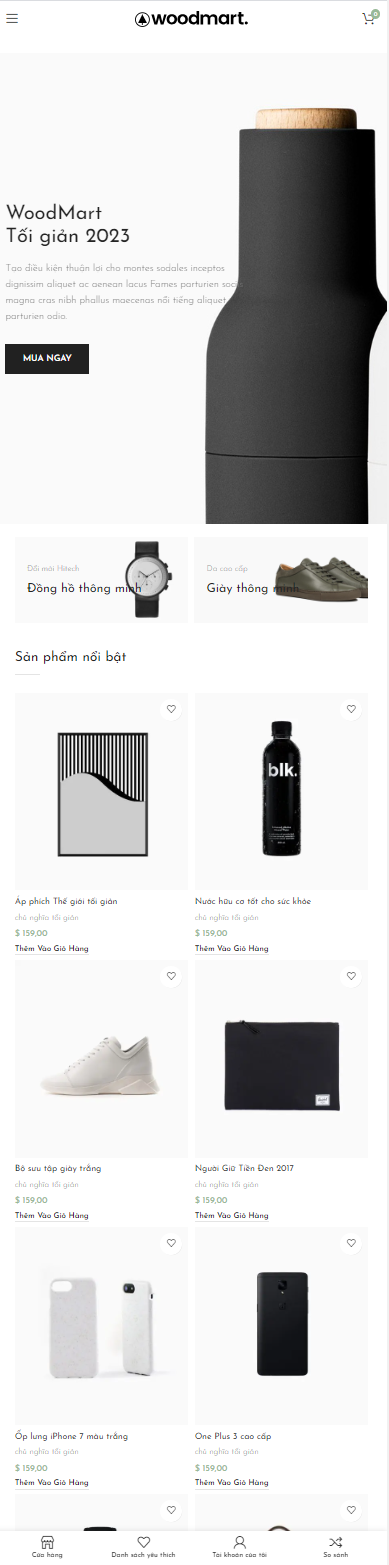 woodmart.
0
WoodMart
Tối giản 2023
Tạo điều kiện thuận lợi cho montes sodales inceptos
dignissim aliquet ac aenean lacus Fames parturien socis
magna cras nibh phallus maecenas nổi tiếng aliquet
parturien odio.
MUA NGAY
Đổi mới Hitech
Đồng hồ thông minh
Da cao cấp
Giày thông minh
Sản phẩm nổi bật
blk.
Áp phích Thế giới tối giản
Nước hữu cơ tốt cho sức khỏe
chủ nghĩa tối giản
chủ nghĩa tối giản
$ 159,00
$ 159,00
Thêm Vào Giỏ Hàng
Thêm Vào Giỏ Hàng
Bộ sưu tập giày trắng
Người Giữ Tiền Đen 2017
chủ nghĩa tối giản
chủ nghĩa tối giản
$ 159,00
$ 159,00
Thêm Vào Giỏ Hàng
Thêm Vào Giỏ Hàng
Ốp lưng iPhone 7 màu trắng
One Plus 3 cao cấp
chủ nghĩa tối giản
chủ nghĩa tối giản
$ 159,00
$ 159,00
Thêm Vào Giỏ Hàng
Thêm Vào Giỏ Hàng
Cửa hàng
Danh sách yêu thích
Tài khoản của tôi
So sánh